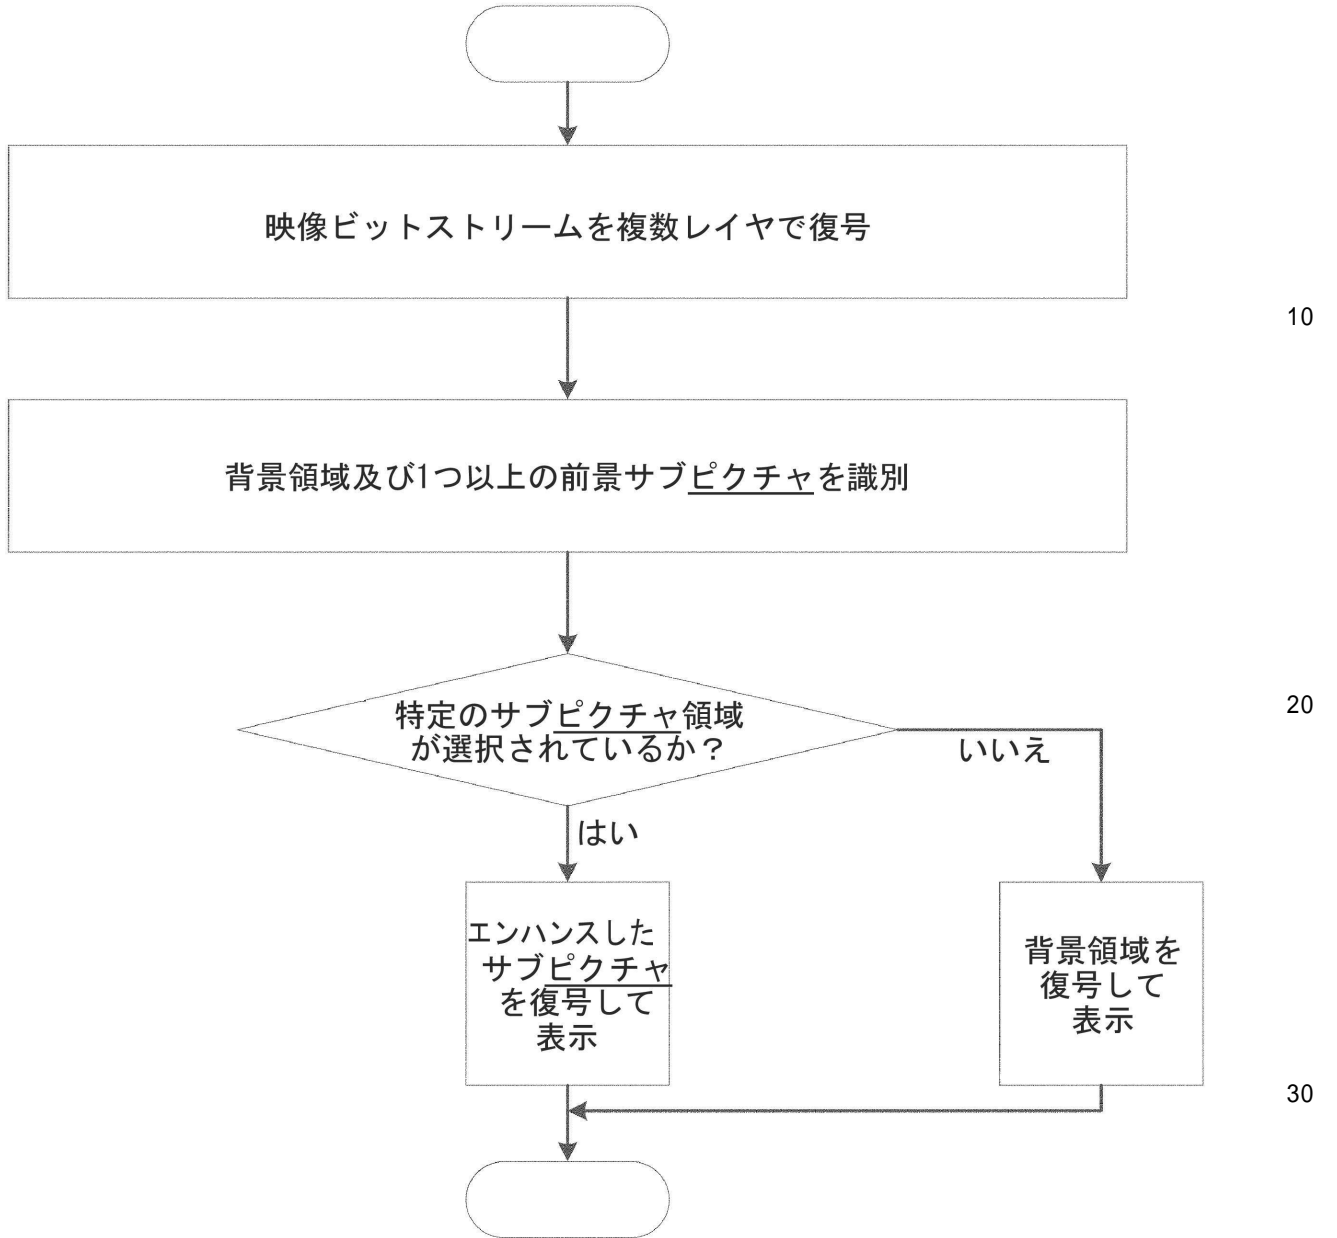 映像ビットストリームを複数レイヤで復号
10
背景領域及び1つ以上の前景サブピクチャを識別
特定のサブピクチャ領域
が選択されているか？
20
いいえ
はい
エンハンスした
サブピクチャ
を復号して
表示
背景領域を
復号して
表示
30